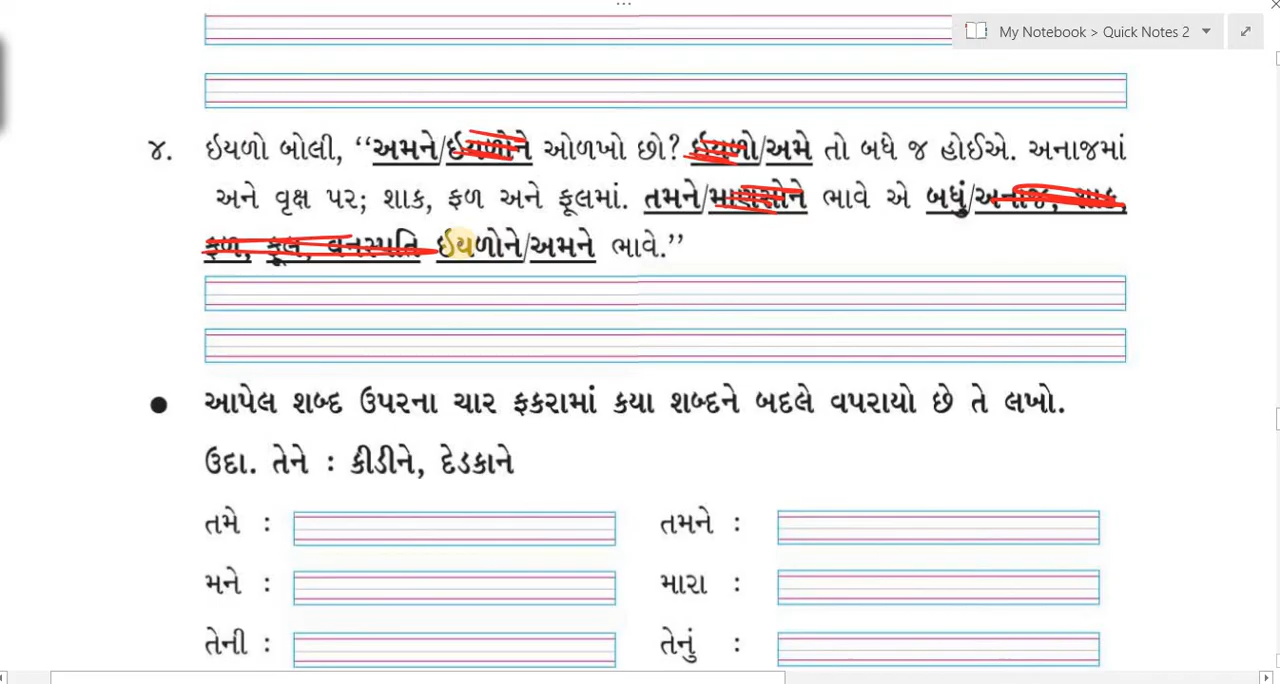 My Notebook > Quick Notes 2
૪. ઈયળો બોલી, “અમને/ઈયળોને ઓળખો છો? ઈયળો/અમે તો બધે જ હોઈએ. અનાજમાં
અને વૃક્ષ પર; શાક, ફળ અને ફૂલમાં. તમને/માણસોને ભાવે એ બધું/અનાજ, શાક,
ફળ, ફૂલ, વનસ્પતિ ઈયળોને/અમને ભાવે.”
● આપેલ શબ્દ ઉપરના ચાર ફકરામાં કયા શબ્દને બદલે વપરાયો છે તે લખો.
ઉદા. તેને : કીડીને, દેડકાને
તમે : તમને :
મને : મારા :
તેની : તેનું :